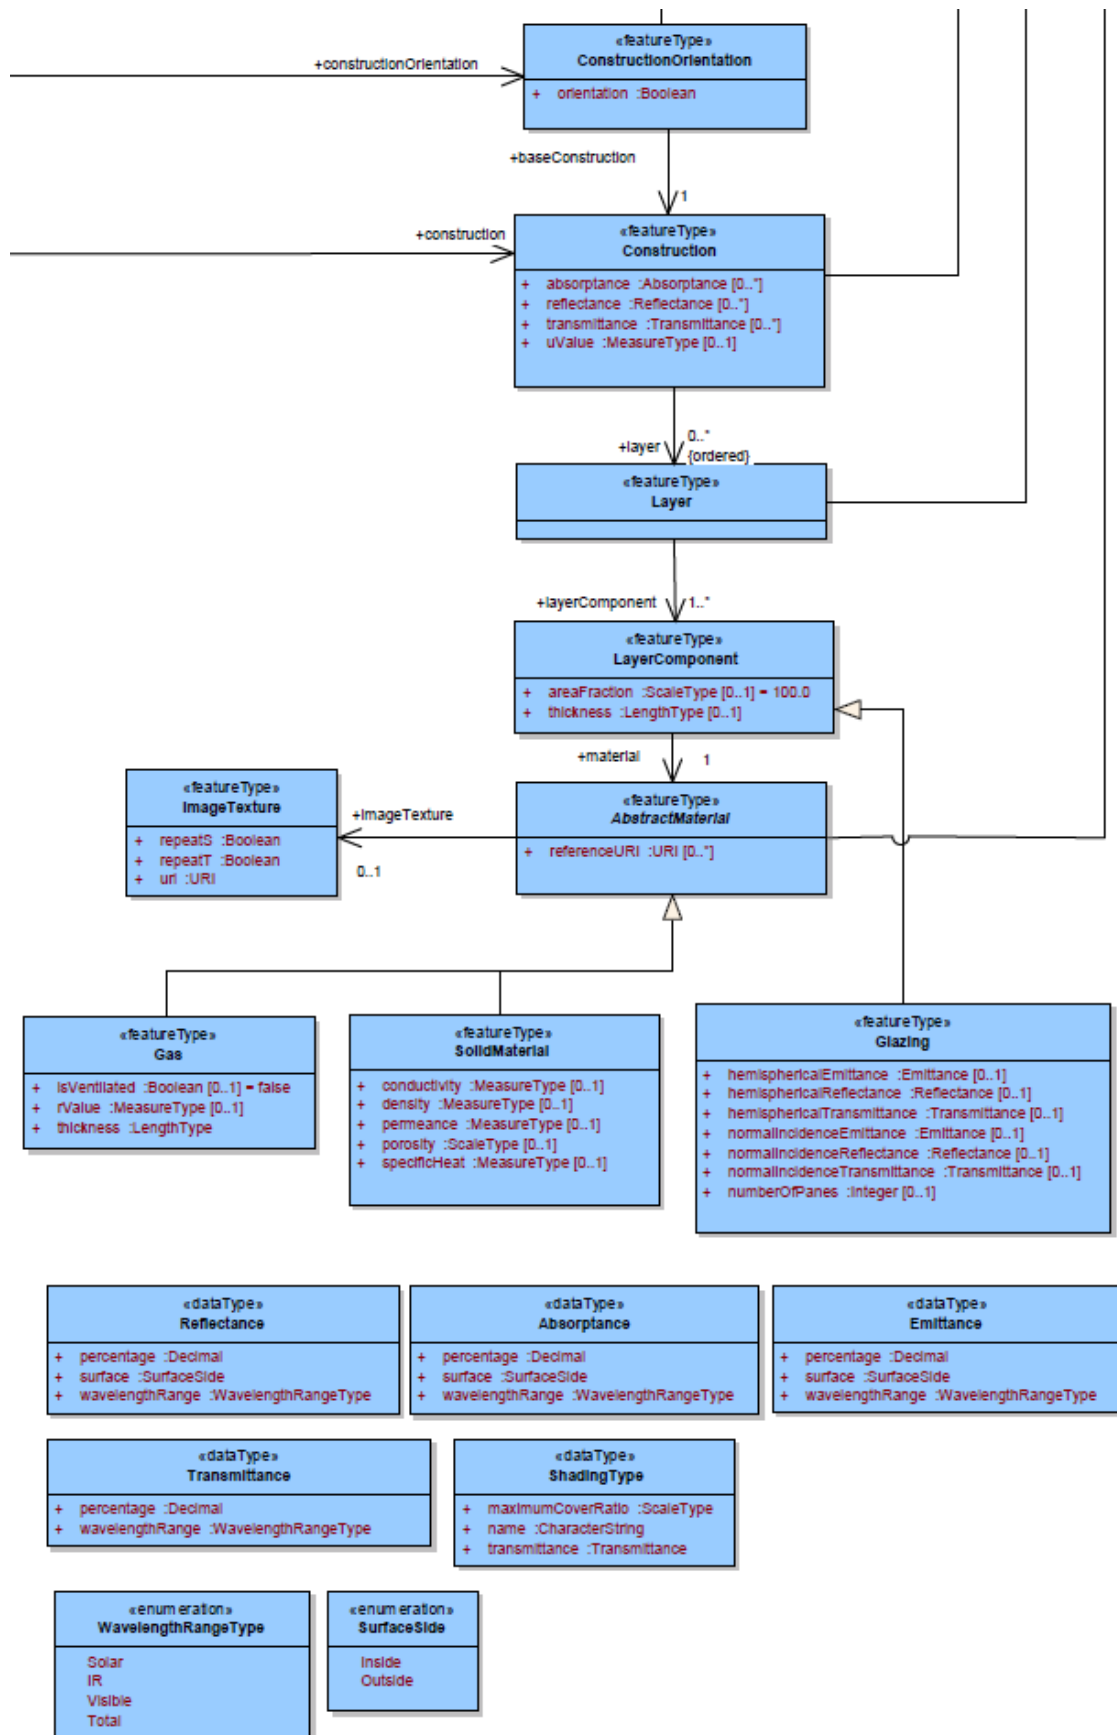 «featureType»
ConstructionOrientation
+ orientation :Boolean
+constructionOrientation
+baseConstruction
1
+construction
«featureType»
Construction
+ absorptance :Absorptance [0..*]
+ reflectance :Reflectance [0..*]
+ transmittance :Transmittance [0..*]
+ uValue :MeasureType [0..1]
+layer
0..*
{ordered}
«featureType»
Layer
+layerComponent
1..*
«featureType»
LayerComponent
+ areaFraction :ScaleType [0..1] = 100.0
+ thickness :LengthType [0..1]
+material
1
«featureType»
ImageTexture
+ repeatS :Boolean
+ repeatT :Boolean
+ uri :URI
+imageTexture
0..1
«featureType»
AbstractMaterial
+ referenceURI :URI [0..*]
«featureType»
Gas
+ isVentilated :Boolean [0..1] = false
+ rValue :MeasureType [0..1]
+ thickness :LengthType
«featureType»
SolidMaterial
+ conductivity :MeasureType [0..1]
+ density :MeasureType [0..1]
+ permeance :MeasureType [0..1]
+ porosity :ScaleType [0..1]
+ specificHeat :MeasureType [0..1]
«featureType»
Glazing
+ hemisphericalEmittance :Emittance [0..1]
+ hemisphericalReflectance :Reflectance [0..1]
+ hemisphericalTransmittance :Transmittance [0..1]
+ normalIncidenceEmittance :Emittance [0..1]
+ normalIncidenceReflectance :Reflectance [0..1]
+ normalIncidenceTransmittance :Transmittance [0..1]
+ numberOfPanes :Integer [0..1]
«dataType»
Reflectance
+ percentage :Decimal
+ surface :SurfaceSide
+ wavelengthRange :WavelengthRangeType
«dataType»
Absorptance
+ percentage :Decimal
+ surface :SurfaceSide
+ wavelengthRange :WavelengthRangeType
«dataType»
Emittance
+ percentage :Decimal
+ surface :SurfaceSide
+ wavelengthRange :WavelengthRangeType
«dataType»
Transmittance
+ percentage :Decimal
+ wavelengthRange :WavelengthRangeType
«dataType»
ShadingType
+ maximumCoverRatio :ScaleType
+ name :CharacterString
+ transmittance :Transmittance
«enumeration»
WavelengthRangeType
Solar
IR
Visible
Total
«enumeration»
SurfaceSide
Inside
Outside